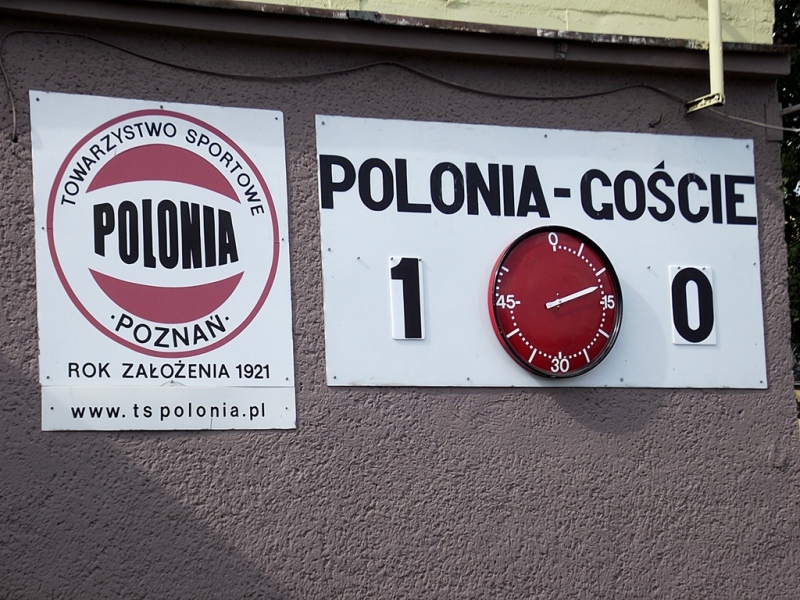 TOWARZYSTWO SPORTOWE
POLONIA
·POZNAŃ·
ROK ZAŁOŻENIA 1921
www.tspolonia.pl
POLONIA-GOŚCIE
1 0
0
45 15
30